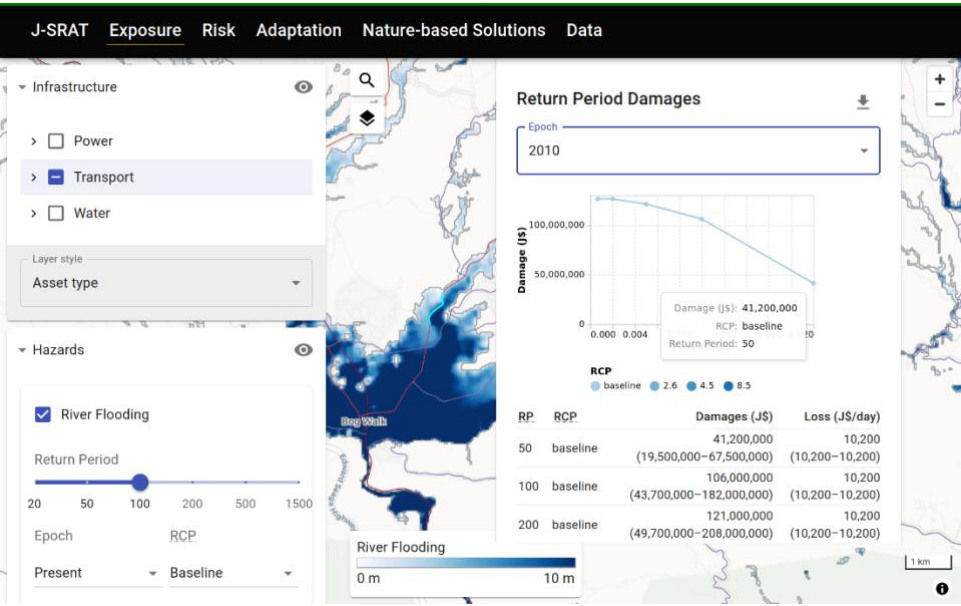 J-SRAT Exposure Risk Adaptation Nature-based Solutions Data
Infrastructure
Power
Transport
Water
Layer style
Asset type
Hazards
River Flooding
Return Period
20 50 100 200 500 1500
Epoch RCP
Present Baseline
Bog Walk
River Flooding
0 m 10 m
Return Period Damages
Epoch
2010
Damage (J$)
100,000,000
50,000,000
0
0.000 0.004 20
Damage (J$): 41,200,000
RCP: baseline
Return Period: 50
RCP
baseline 2.6 4.5 8.5
RP RCP Damages (J$) Loss (J$/day)
50 baseline 41,200,000 10,200
(19,500,000–67,500,000) (10,200–10,200)
100 baseline 106,000,000 10,200
(43,700,000–182,000,000) (10,200–10,200)
200 baseline 121,000,000 10,200
(49,700,000–208,000,000) (10,200–10,200)
+
−
1 km